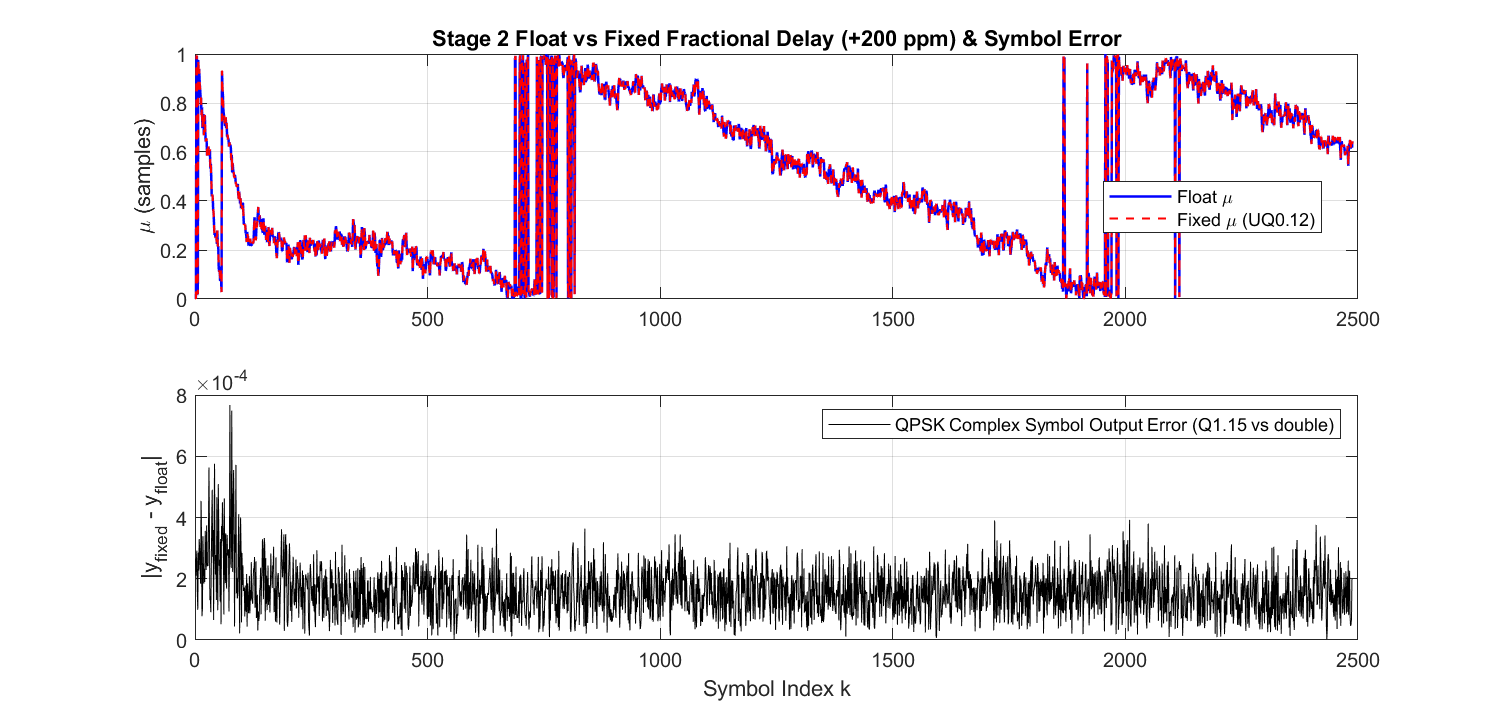 Stage 2 Float vs Fixed Fractional Delay (+200 ppm) & Symbol Error
1
0.8
0.6
0.4
0.2
0
μ (samples)
Float μ
Fixed μ (UQ0.12)
0 500 1000 1500 2000 2500
×10-4
8
6
4
2
0
|yfixed - yfloat|
QPSK Complex Symbol Output Error (Q1.15 vs double)
0 500 1000 1500 2000 2500
Symbol Index k